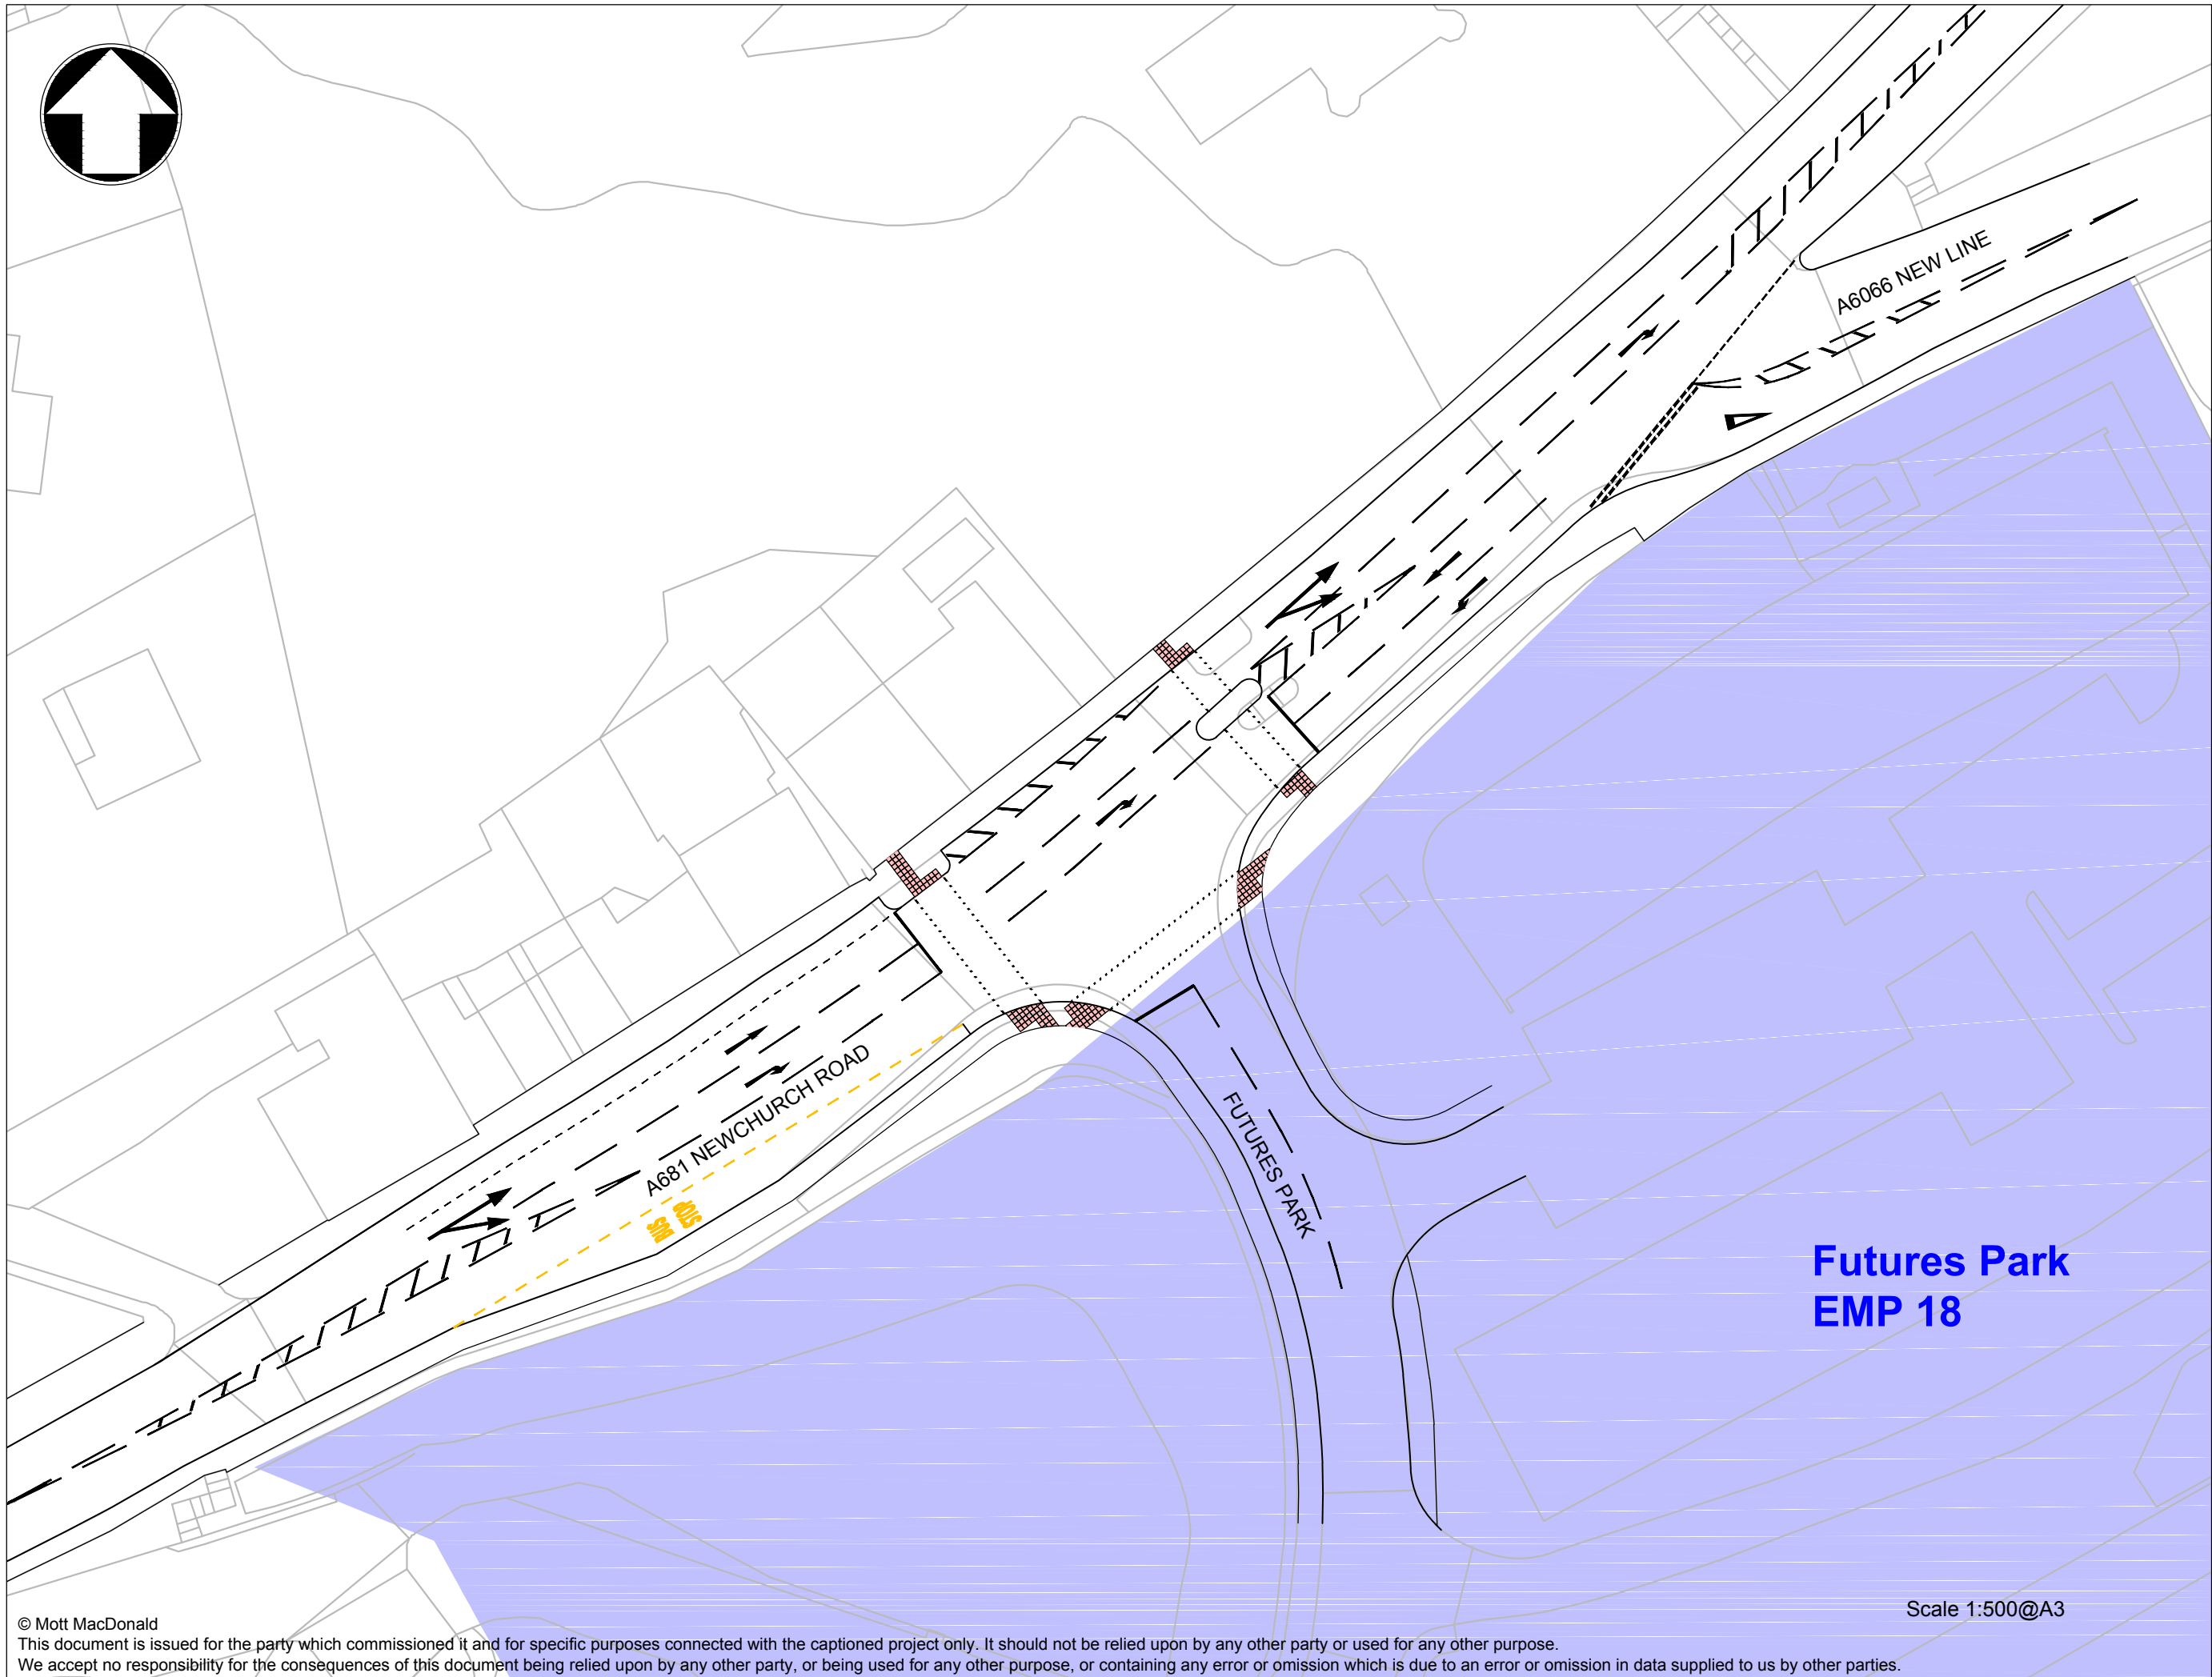 A6066 NEW LINE
A681 NEWCHURCH ROAD
BUS
STOP
FUTURES PARK
Futures Park
EMP 18
Scale 1:500@A3
© Mott MacDonald
This document is issued for the party which commissioned it and for specific purposes connected with the captioned project only. It should not be relied upon by any other party or used for any other purpose.
We accept no responsibility for the consequences of this document being relied upon by any other party, or being used for any other purpose, or containing any error or omission which is due to an error or omission in data supplied to us by other parties.